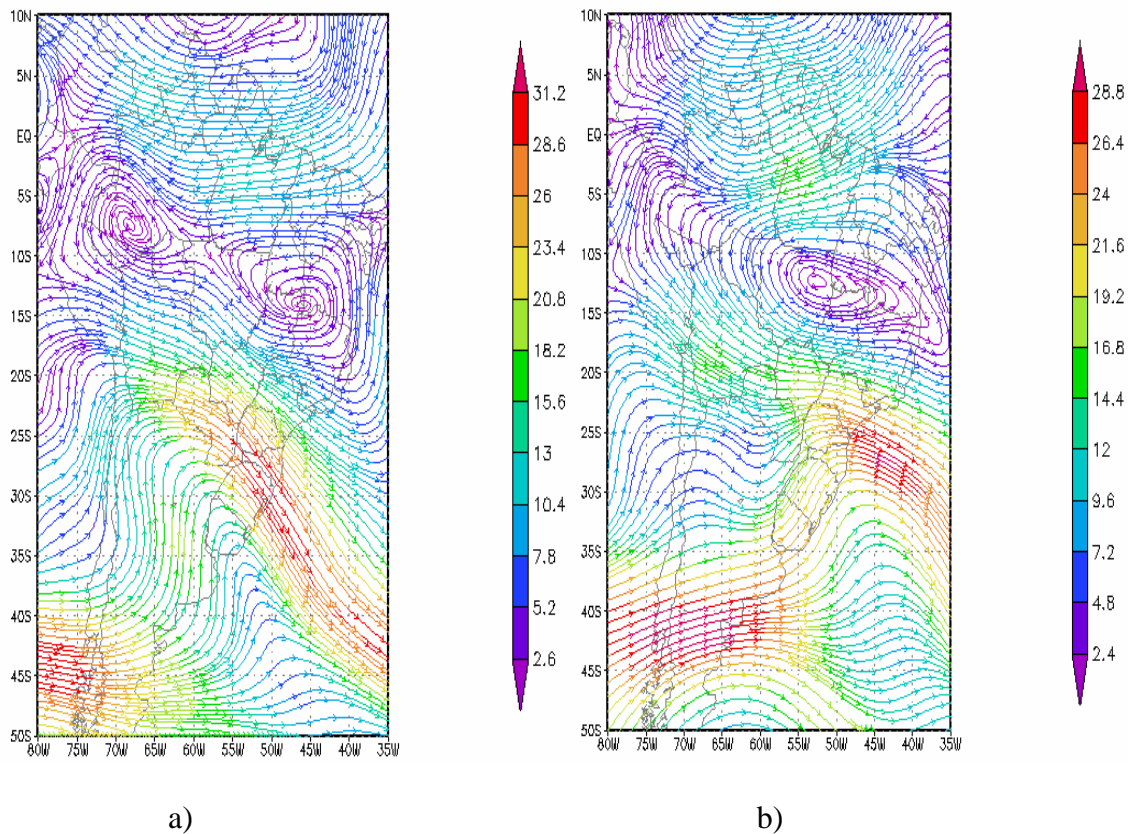 10N
5N
EQ
5S
10S
15S
20S
25S
30S
35S
40S
45S
50S
80W 75W 70W 65W 60W 55W 50W 45W 40W 35W
31.2
28.6
26
23.4
20.8
18.2
15.6
13
10.4
7.8
5.2
2.6
a)
10N
5N
EQ
5S
10S
15S
20S
25S
30S
35S
40S
45S
50S
80W 75W 70W 65W 60W 55W 50W 45W 40W 35W
28.8
26.4
24
21.6
19.2
16.8
14.4
12
9.6
7.2
4.8
2.4
b)